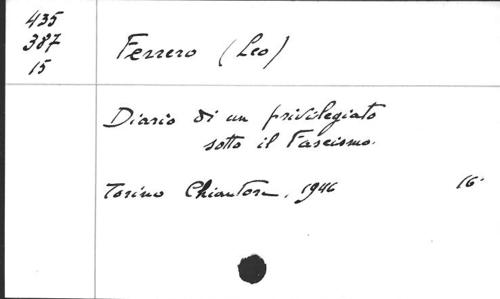 435
387
15
Ferrero (Leo)
Diario di un privilegiato
sotto il Fascismo.
Torino Chiantore, 1946 16°